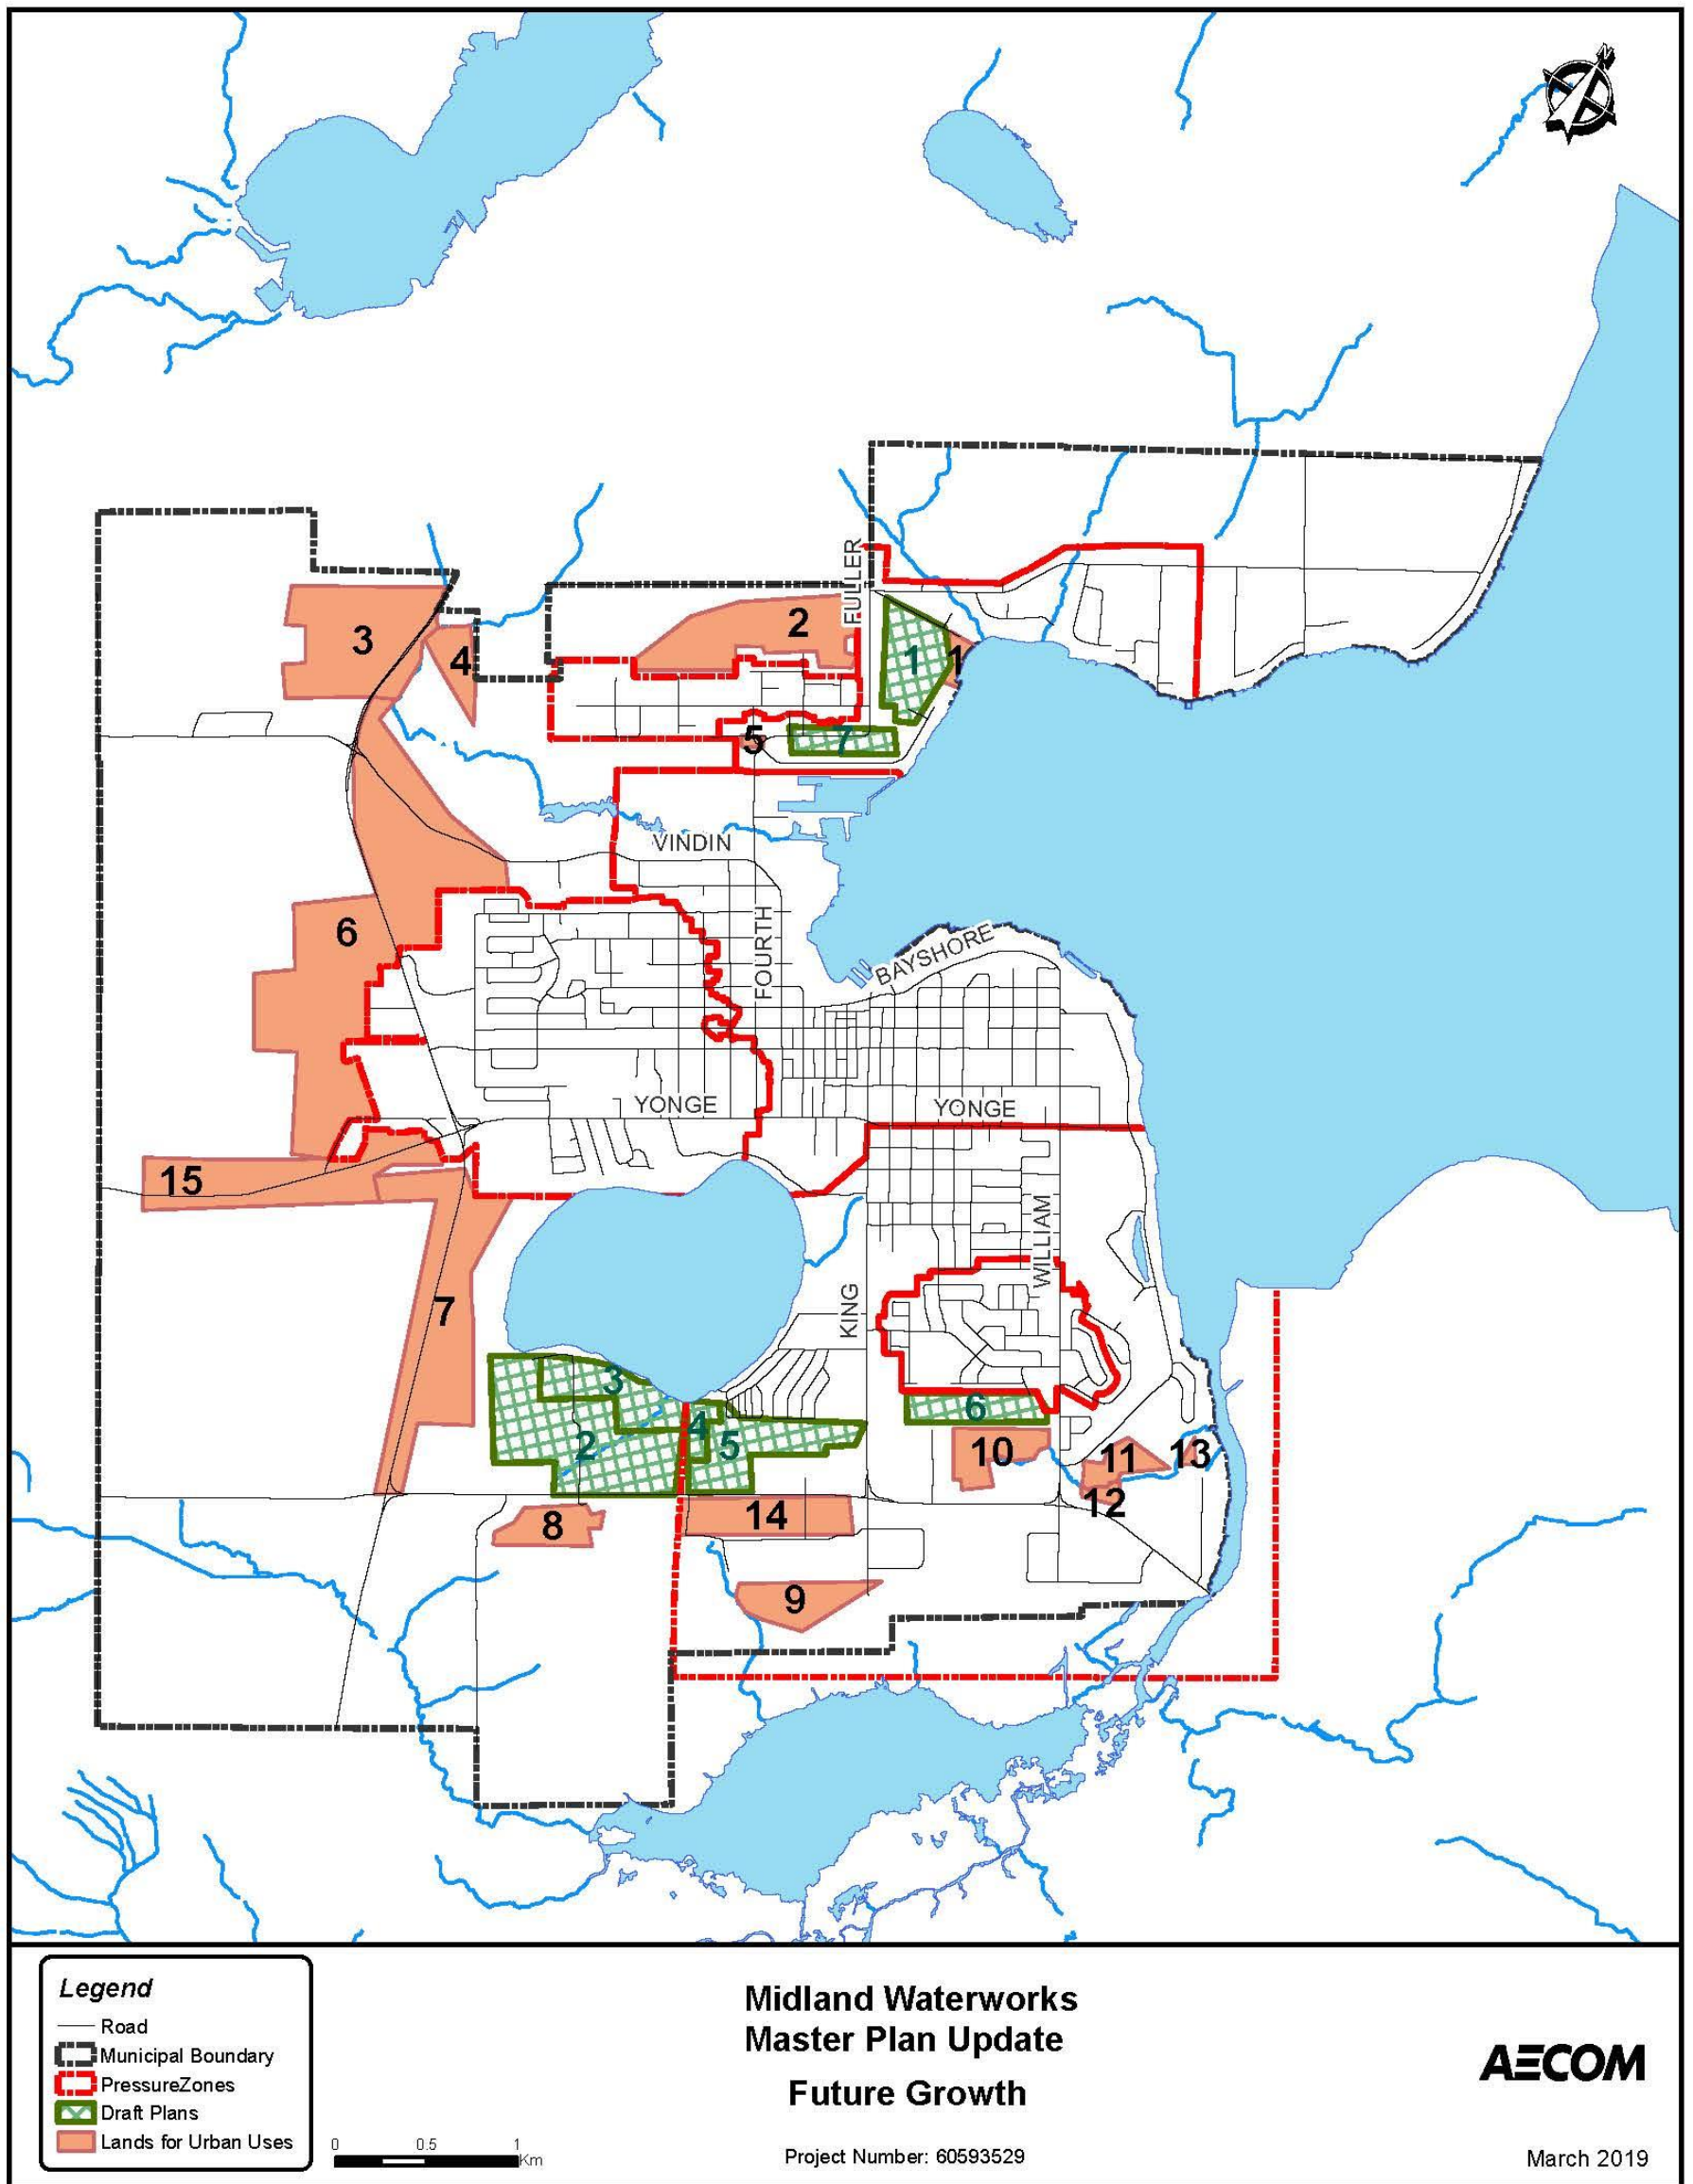 N
FULLER
2
3
4
1
1
5
7
VINDIN
6
FOURTH
BAYSHORE
YONGE
YONGE
15
WILLIAM
7
KING
3
6
4
2
5
10
11
13
12
8
14
9
Legend
Road
Municipal Boundary
PressureZones
Draft Plans
Lands for Urban Uses
0 0.5 1
Km
Midland Waterworks
Master Plan Update
Future Growth
Project Number: 60593529
AECOM
March 2019